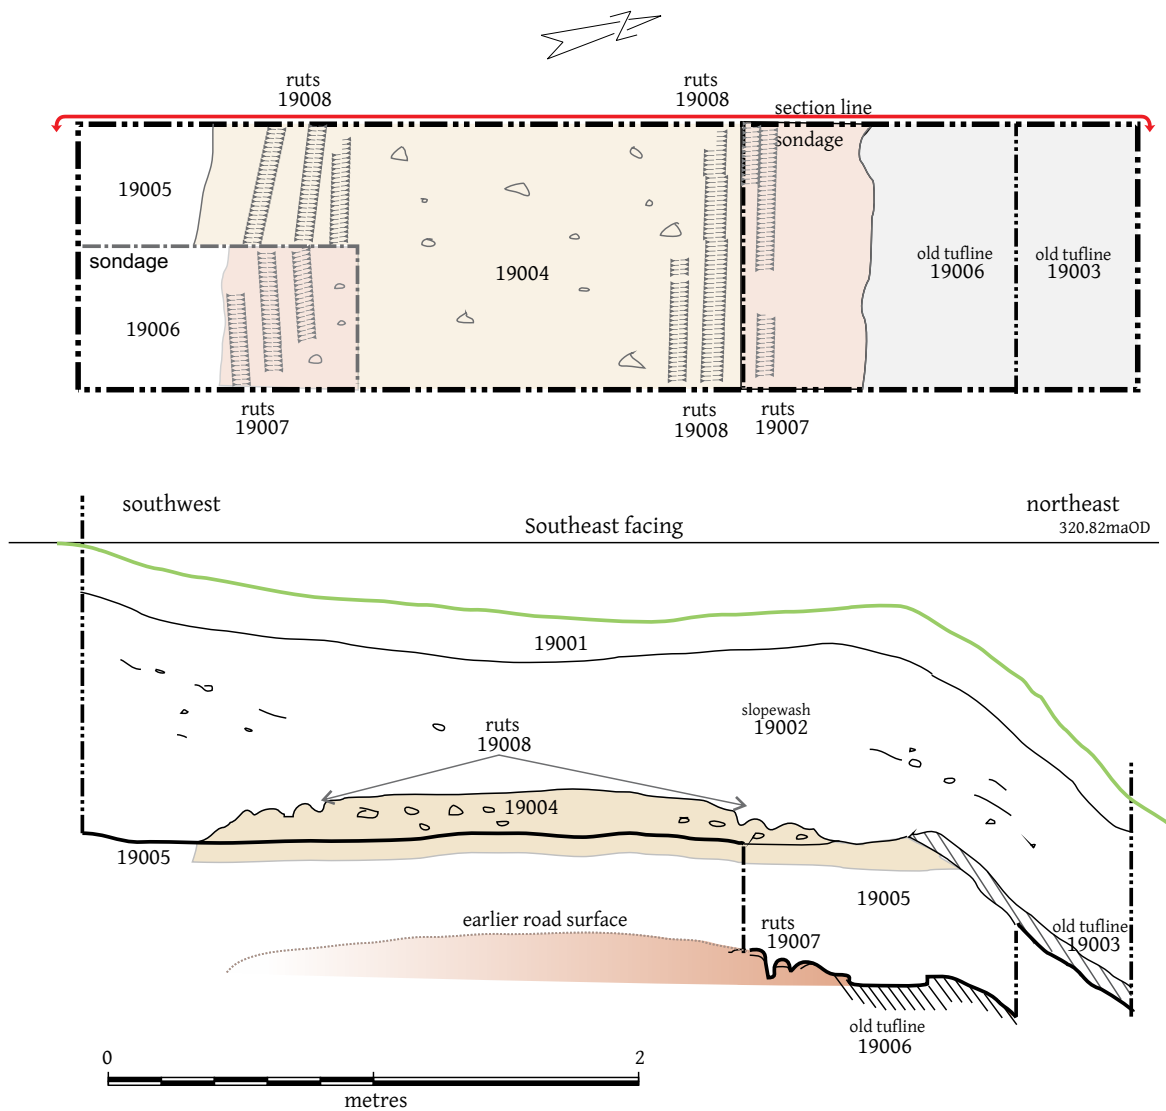 ruts
19008
ruts
19008
section line
sondage
19005
sondage
19006
19004
old tufline
19006
old tufline
19003
ruts
19007
ruts
19008
ruts
19007
southwest
northeast
Southeast facing
320.82maOD
19001
slopewash
19002
ruts
19008
19004
19005
19005
earlier road surface
ruts
19007
old tufline
19003
old tufline
19006
0
2
metres